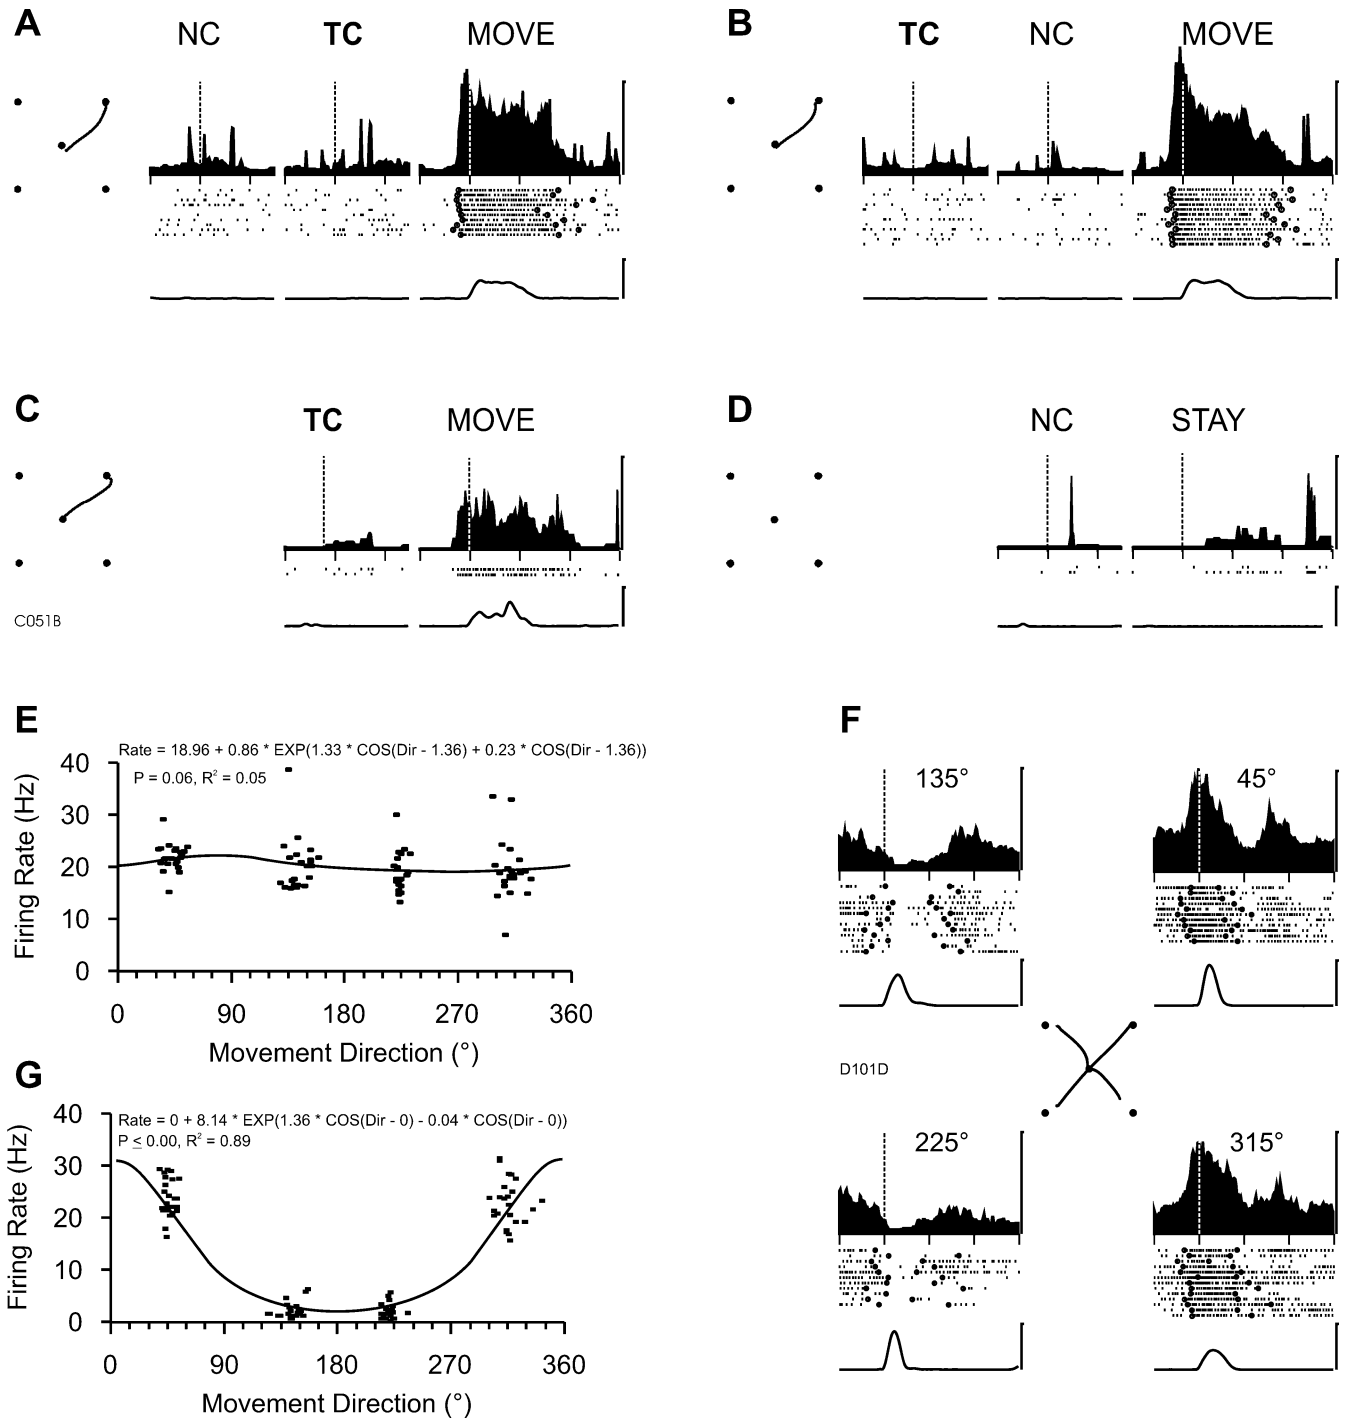 A
NC TC MOVE
B
TC NC MOVE
C
TC MOVE
C051B
D
NC STAY
E
Rate = 18.96 + 0.86 * EXP(1.33 * COS(Dir - 1.36) + 0.23 * COS(Dir - 1.36))
P = 0.06, R² = 0.05
Firing Rate (Hz)
40
30
20
10
0
0 90 180 270 360
Movement Direction (°)
F
135° 45°
D101D
225° 315°
G
Rate = 0 + 8.14 * EXP(1.36 * COS(Dir - 0) - 0.04 * COS(Dir - 0))
P ≤ 0.00, R² = 0.89
Firing Rate (Hz)
40
30
20
10
0
0 90 180 270 360
Movement Direction (°)